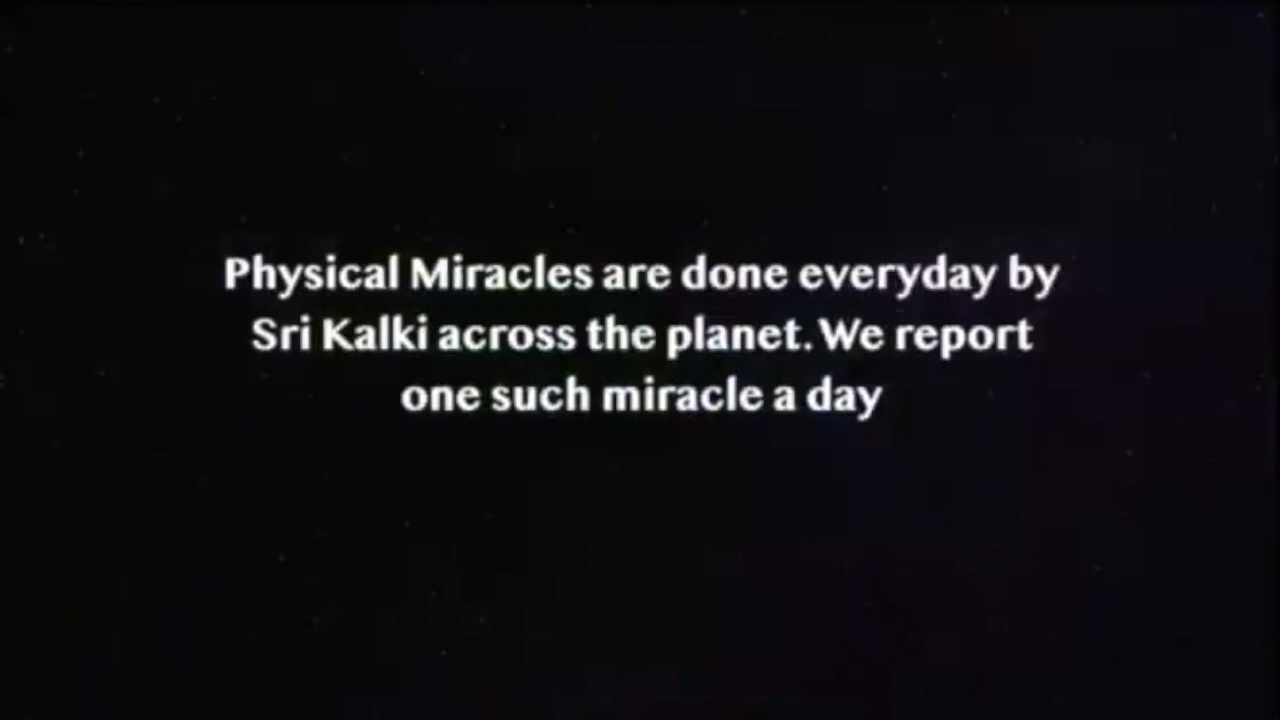 Physical Miracles are done everyday by
Sri Kalki across the planet. We report
one such miracle a day